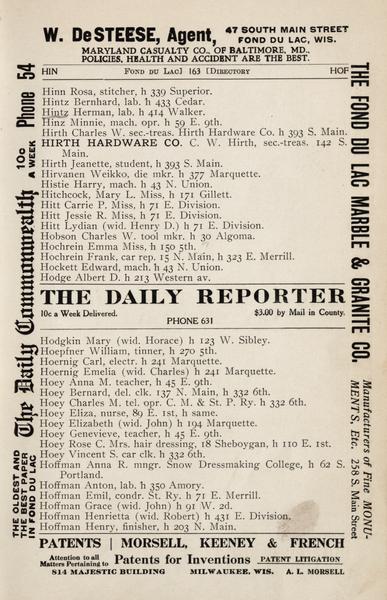 W. DeSTEESE, Agent, 47 SOUTH MAIN STREET
FOND DU LAC, WIS.
MARYLAND CASUALTY CO., OF BALTIMORE, MD.,
POLICIES, HEALTH AND ACCIDENT ARE THE BEST.
HIN FOND DU LAC] 163 [DIRECTORY HOF
Hinn Rosa, stitcher, h 339 Superior.
Hintz Bernhard, lab. h 433 Cedar.
Hintz Herman, lab. h 414 Walker.
Hinz Minnie, mach. opr. h 59 E. 9th.
Hirth Charles W. sec.-treas. Hirth Hardware Co. h 393 S. Main.
HIRTH HARDWARE CO. C. W. Hirth, sec.-treas. 142 S.
Main.
Hirth Jeanette, student, h 393 S. Main.
Hirvanen Weikko, die mkr. h 377 Marquette.
Histie Harry, mach. h 43 N. Union.
Hitchcock, Mary L. Miss, h 171 Gillett.
Hitt Carrie P. Miss, h 71 E. Division.
Hitt Jessie R. Miss, h 71 E. Division.
Hitt Lydian (wid. Henry D.) h 71 E. Division.
Hobson Charles W. tool mkr. h 30 Algoma.
Hochrein Emma Miss, h 150 5th.
Hochrein Frank, car rep. 15 N. Main, h 323 E. Merrill.
Hockett Edward, mach. h 43 N. Union.
Hodge Albert D. h 213 Western av.
THE DAILY REPORTER
10c a Week Delivered. $3.00 by Mail in County.
PHONE 631
Hodgkin Mary (wid. Horace) h 123 W. Sibley.
Hoepfner William, tinner, h 270 5th.
Hoernig Carl, electr. h 241 Marquette.
Hoernig Emelia (wid. Charles) h 241 Marquette.
Hoey Anna M. teacher, h 45 E. 9th.
Hoey Bernard, del. clk. 137 N. Main, h 332 6th.
Hoey Charles M. tel. opr. C. M. & St. P. Ry. h 332 6th.
Hoey Eliza, nurse, 89 E. 1st, h same.
Hoey Elizabeth (wid. John) h 194 Marquette.
Hoey Genevieve, teacher, h 45 E. 9th.
Hoey Rose C. Mrs. hair dressing, 18 Sheboygan, h 110 E. 1st.
Hoey Vincent S. car clk. h 332 6th.
Hoffman Anna R. mngr. Snow Dressmaking College, h 62 S.
Portland.
Hoffman Anton, lab. h 350 Amory.
Hoffman Emil, condr. St. Ry. h 71 E. Merrill.
Hoffman Grace (wid. John) h 91 W. 2d.
Hoffman Henrietta (wid. Robert) h 431 E. Division.
Hoffman Henry, finisher, h 203 N. Main.
PATENTS | MORSELL, KEENEY & FRENCH
Attention to all
Matters Pertaining to Patents for Inventions PATENT LITIGATION
814 MAJESTIC BUILDING MILWAUKEE, WIS. A. L. MORSELL
THE OLDEST AND
THE BEST PAPER
IN FOND DU LAC
The Daily Commonwealth
10c
A WEEK
Phone 54
THE FOND DU LAC MARBLE & GRANITE CO.
Manufacturers of Fine MONU-
MENTS, Etc. 258 S. Main Street